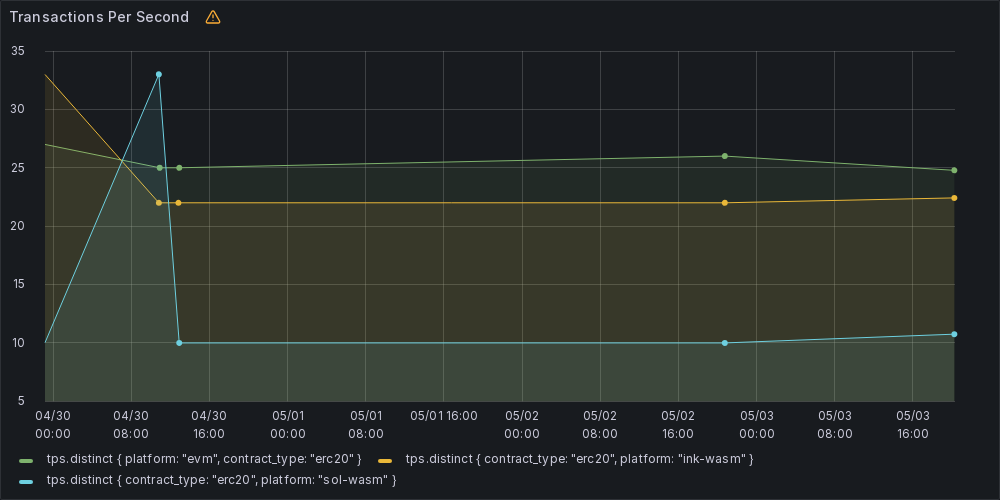 Transactions Per Second
35
30
25
20
15
10
5
04/30 04/30 04/30 05/01 05/01 05/01 16:00 05/02 05/02 05/02 05/03 05/03 05/03
00:00 08:00 16:00 00:00 08:00 00:00 08:00 16:00 00:00 08:00 16:00
tps.distinct { platform: "evm", contract_type: "erc20" } tps.distinct { contract_type: "erc20", platform: "ink-wasm" }
tps.distinct { contract_type: "erc20", platform: "sol-wasm" }